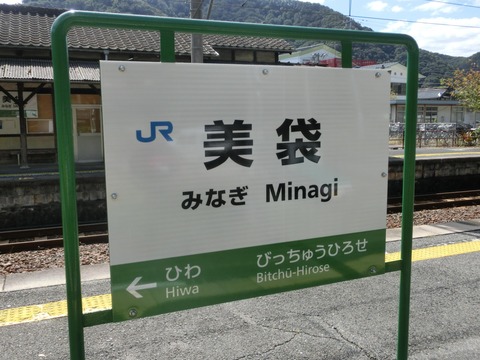 JR 美袋
みなぎ Minagi
← ひわ びっちゅうひろせ
Hiwa Bitchū-Hirose